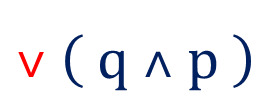 ∨ ( q ∧ p )